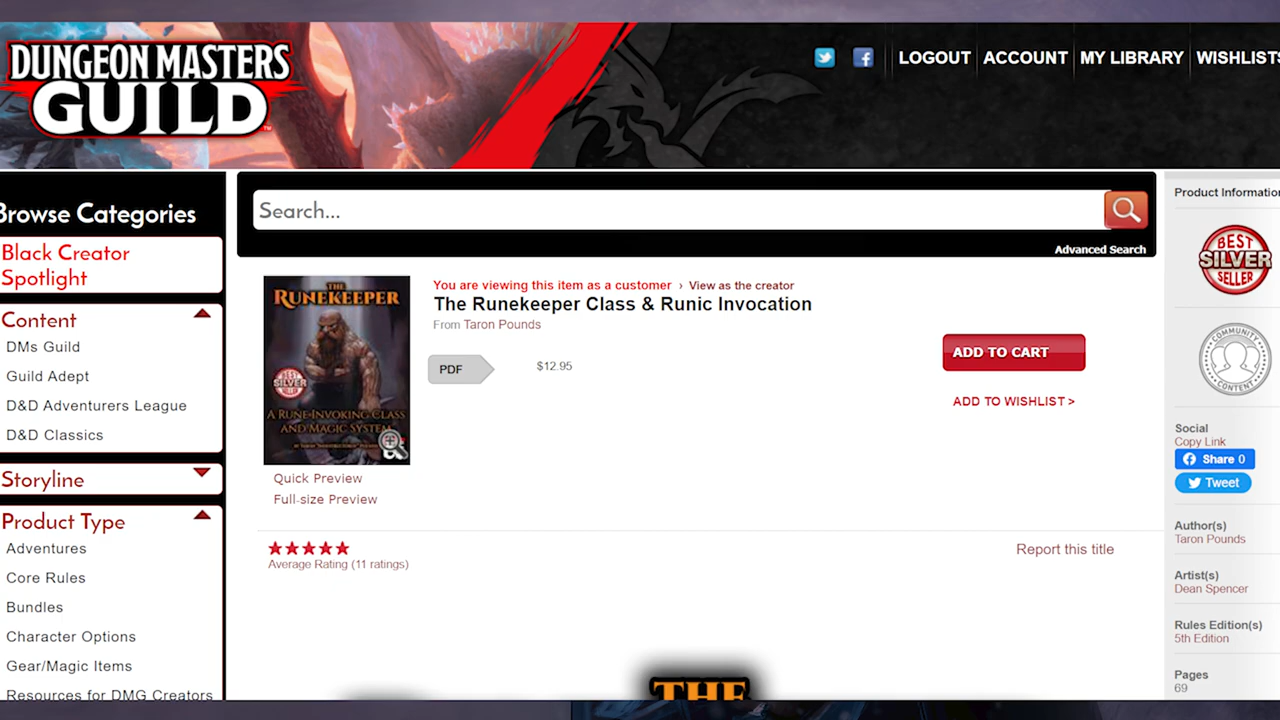 DUNGEON MASTERS
GUILD
LOGOUT
ACCOUNT
MY LIBRARY
WISHLISTS
Browse Categories
Black Creator
Spotlight
Content
DMs Guild
Guild Adept
D&D Adventurers League
D&D Classics
Storyline
Product Type
Adventures
Core Rules
Bundles
Character Options
Gear/Magic Items
Resources for DMG Creators
Search...
Advanced Search
THE
RUNEKEEPER
BEST
SILVER
SELLER
A RUNE-INVOKING CLASS
AND MAGIC SYSTEM
Quick Preview
Full-size Preview
You are viewing this item as a customer › View as the creator
The Runekeeper Class & Runic Invocation
From Taron Pounds
PDF
$12.95
ADD TO CART
ADD TO WISHLIST >
Average Rating (11 ratings)
Report this title
THE
Product Information
BEST
SILVER
SELLER
COMMUNITY
CONTENT
Social
Copy Link
Share 0
Tweet
Author(s)
Taron Pounds
Artist(s)
Dean Spencer
Rules Edition(s)
5th Edition
Pages
69